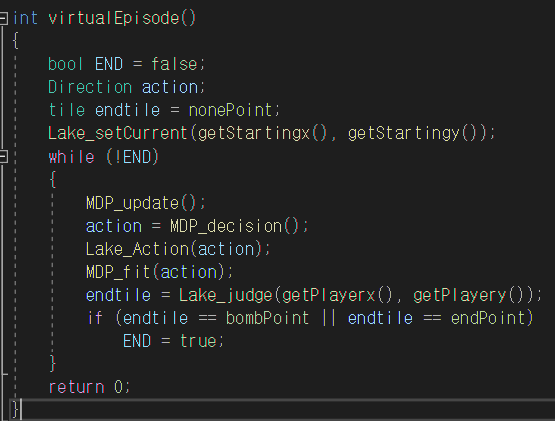 int virtualEpisode()
{
    bool END = false;
    Direction action;
    tile endtile = nonePoint;
    Lake_setCurrent(getStartingx(), getStartingy());
    while (!END)
    {
        MDP_update();
        action = MDP_decision();
        Lake_Action(action);
        MDP_fit(action);
        endtile = Lake_judge(getPlayerx(), getPlayery());
        if (endtile == bombPoint || endtile == endPoint)
            END = true;
    }
    return 0;
}